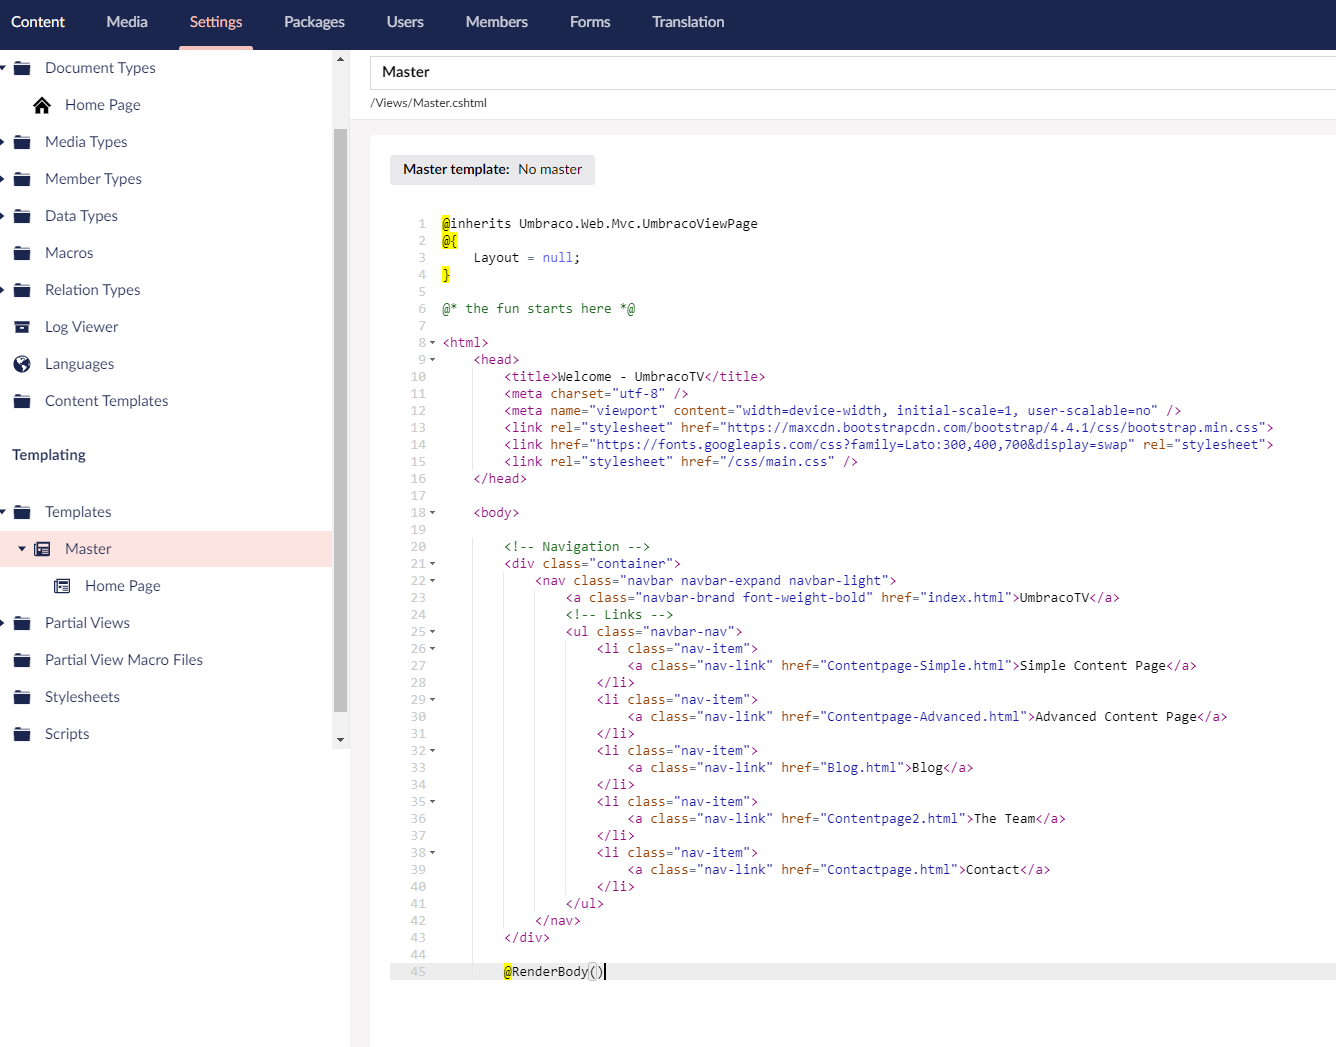 Content Media Settings Packages Users Members Forms Translation
Document Types
Home Page
Media Types
Member Types
Data Types
Macros
Relation Types
Log Viewer
Languages
Content Templates
Templating
Templates
Master
Home Page
Partial Views
Partial View Macro Files
Stylesheets
Scripts
Master
/Views/Master.cshtml
Master template: No master
1 @inherits Umbraco.Web.Mvc.UmbracoViewPage
2 @{
3 Layout = null;
4 }
5
6 @* the fun starts here *@
7
8 <html>
9 <head>
10 <title>Welcome - UmbracoTV</title>
11 <meta charset="utf-8" />
12 <meta name="viewport" content="width=device-width, initial-scale=1, user-scalable=no" />
13 <link rel="stylesheet" href="https://maxcdn.bootstrapcdn.com/bootstrap/4.4.1/css/bootstrap.min.css">
14 <link href="https://fonts.googleapis.com/css?family=Lato:300,400,700&display=swap" rel="stylesheet">
15 <link rel="stylesheet" href="/css/main.css" />
16 </head>
17
18 <body>
19
20 <!-- Navigation -->
21 <div class="container">
22 <nav class="navbar navbar-expand navbar-light">
23 <a class="navbar-brand font-weight-bold" href="index.html">UmbracoTV</a>
24 <!-- Links -->
25 <ul class="navbar-nav">
26 <li class="nav-item">
27 <a class="nav-link" href="Contentpage-Simple.html">Simple Content Page</a>
28 </li>
29 <li class="nav-item">
30 <a class="nav-link" href="Contentpage-Advanced.html">Advanced Content Page</a>
31 </li>
32 <li class="nav-item">
33 <a class="nav-link" href="Blog.html">Blog</a>
34 </li>
35 <li class="nav-item">
36 <a class="nav-link" href="Contentpage2.html">The Team</a>
37 </li>
38 <li class="nav-item">
39 <a class="nav-link" href="Contactpage.html">Contact</a>
40 </li>
41 </ul>
42 </nav>
43 </div>
44
45 @RenderBody()